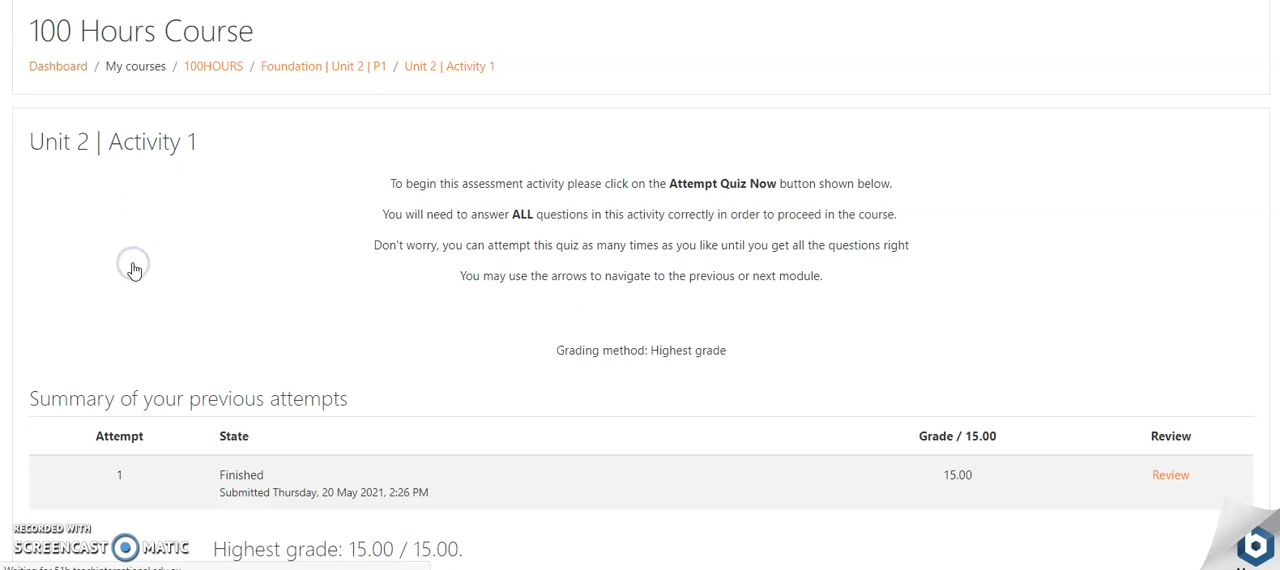 100 Hours Course
Dashboard / My courses / 100HOURS / Foundation | Unit 2 | P1 / Unit 2 | Activity 1
Unit 2 | Activity 1
To begin this assessment activity please click on the Attempt Quiz Now button shown below.
You will need to answer ALL questions in this activity correctly in order to proceed in the course.
Don't worry, you can attempt this quiz as many times as you like until you get all the questions right
You may use the arrows to navigate to the previous or next module.
Grading method: Highest grade
Summary of your previous attempts
Attempt State Grade / 15.00 Review
1 Finished 15.00 Review
Submitted Thursday, 20 May 2021, 2:26 PM
RECORDED WITH
SCREENCAST MATIC
Highest grade: 15.00 / 15.00.
Waiting for